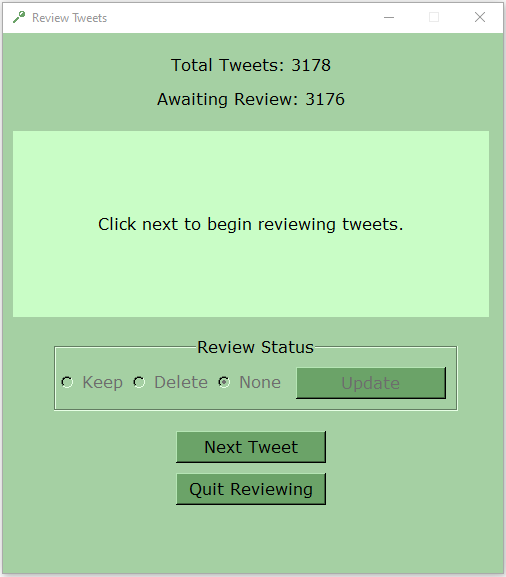 Review Tweets
Total Tweets: 3178
Awaiting Review: 3176
Click next to begin reviewing tweets.
Review Status
Keep Delete None Update
Next Tweet
Quit Reviewing